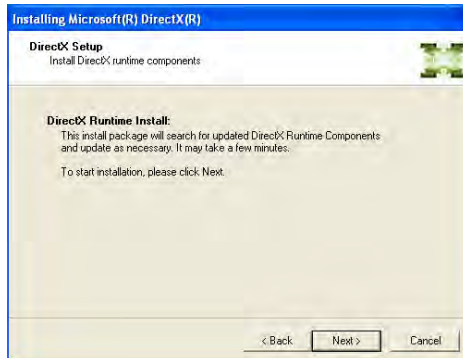 Installing Microsoft(R) DirectX(R)
DirectX Setup
Install DirectX runtime components
DirectX Runtime Install:
This install package will search for updated DirectX Runtime Components
and update as necessary. It may take a few minutes.
To start installation, please click Next.
< Back Next > Cancel